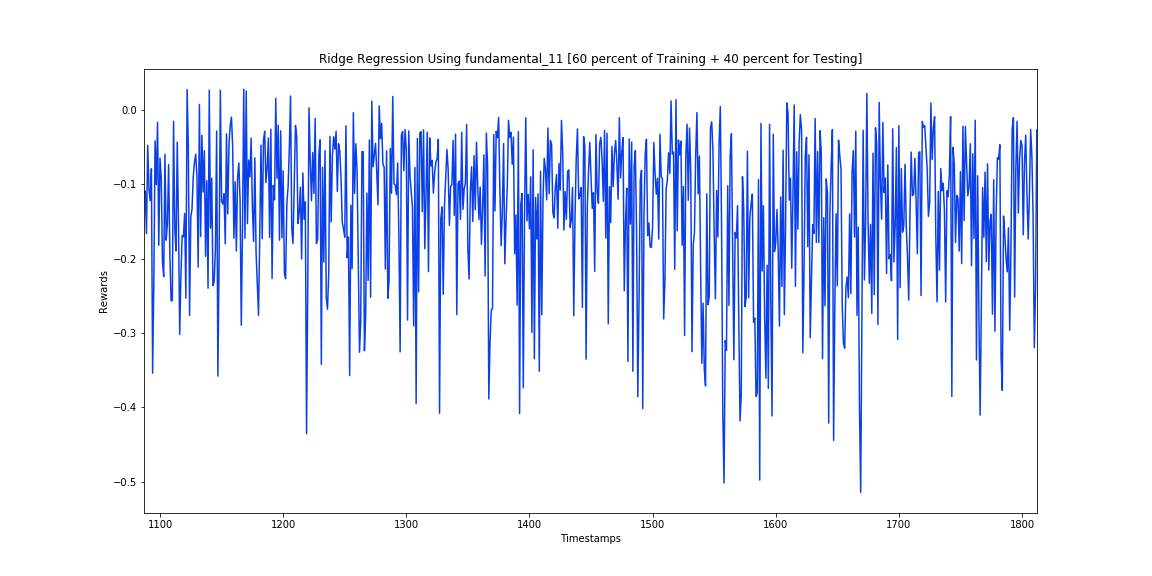 Ridge Regression Using fundamental_11 [60 percent of Training + 40 percent for Testing]
0.0
−0.1
−0.2
−0.3
−0.4
−0.5
Rewards
1100 1200 1300 1400 1500 1600 1700 1800
Timestamps